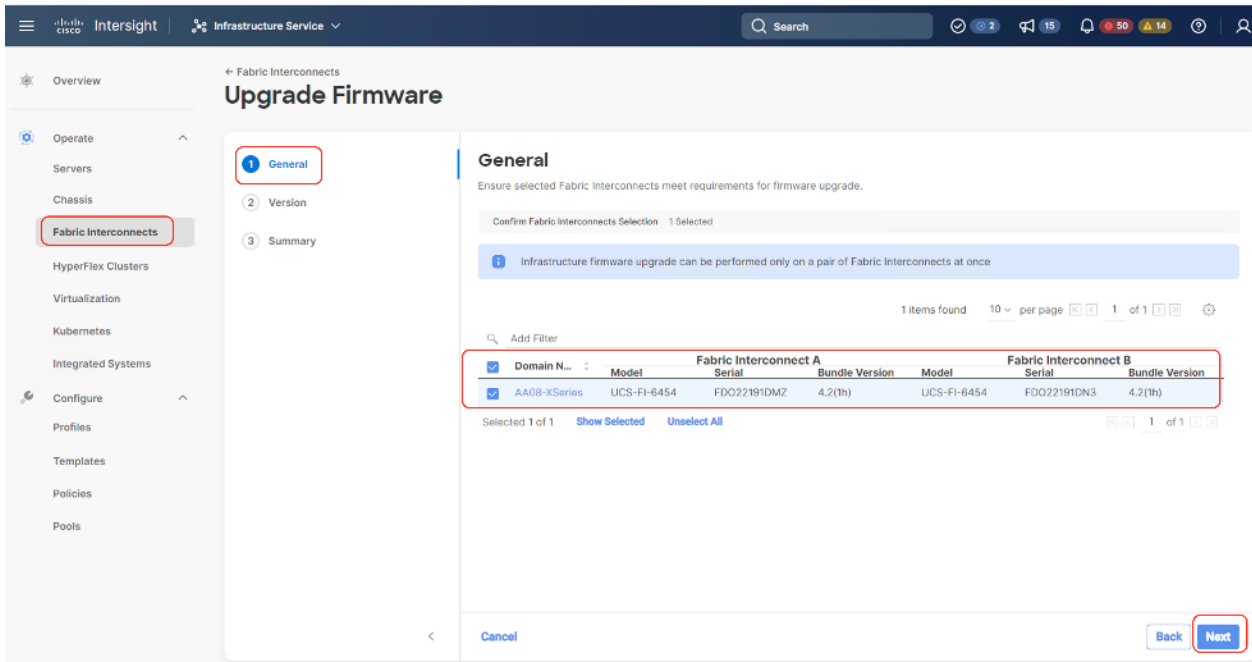 cisco Intersight Infrastructure Service Search 2 15 50 14
Overview
Operate
Servers
Chassis
Fabric Interconnects
HyperFlex Clusters
Virtualization
Kubernetes
Integrated Systems
Configure
Profiles
Templates
Policies
Pools
← Fabric Interconnects
Upgrade Firmware
1 General
2 Version
3 Summary
General
Ensure selected Fabric Interconnects meet requirements for firmware upgrade.
Confirm Fabric Interconnects Selection 1 Selected
Infrastructure firmware upgrade can be performed only on a pair of Fabric Interconnects at once
1 items found 10 per page 1 of 1
Add Filter
Fabric Interconnect A Fabric Interconnect B
Domain N... Model Serial Bundle Version Model Serial Bundle Version
AA08-XSeries UCS-FI-6454 FDO22191DMZ 4.2(1h) UCS-FI-6454 FDO22191DN3 4.2(1h)
Selected 1 of 1 Show Selected Unselect All 1 of 1
Cancel Back Next